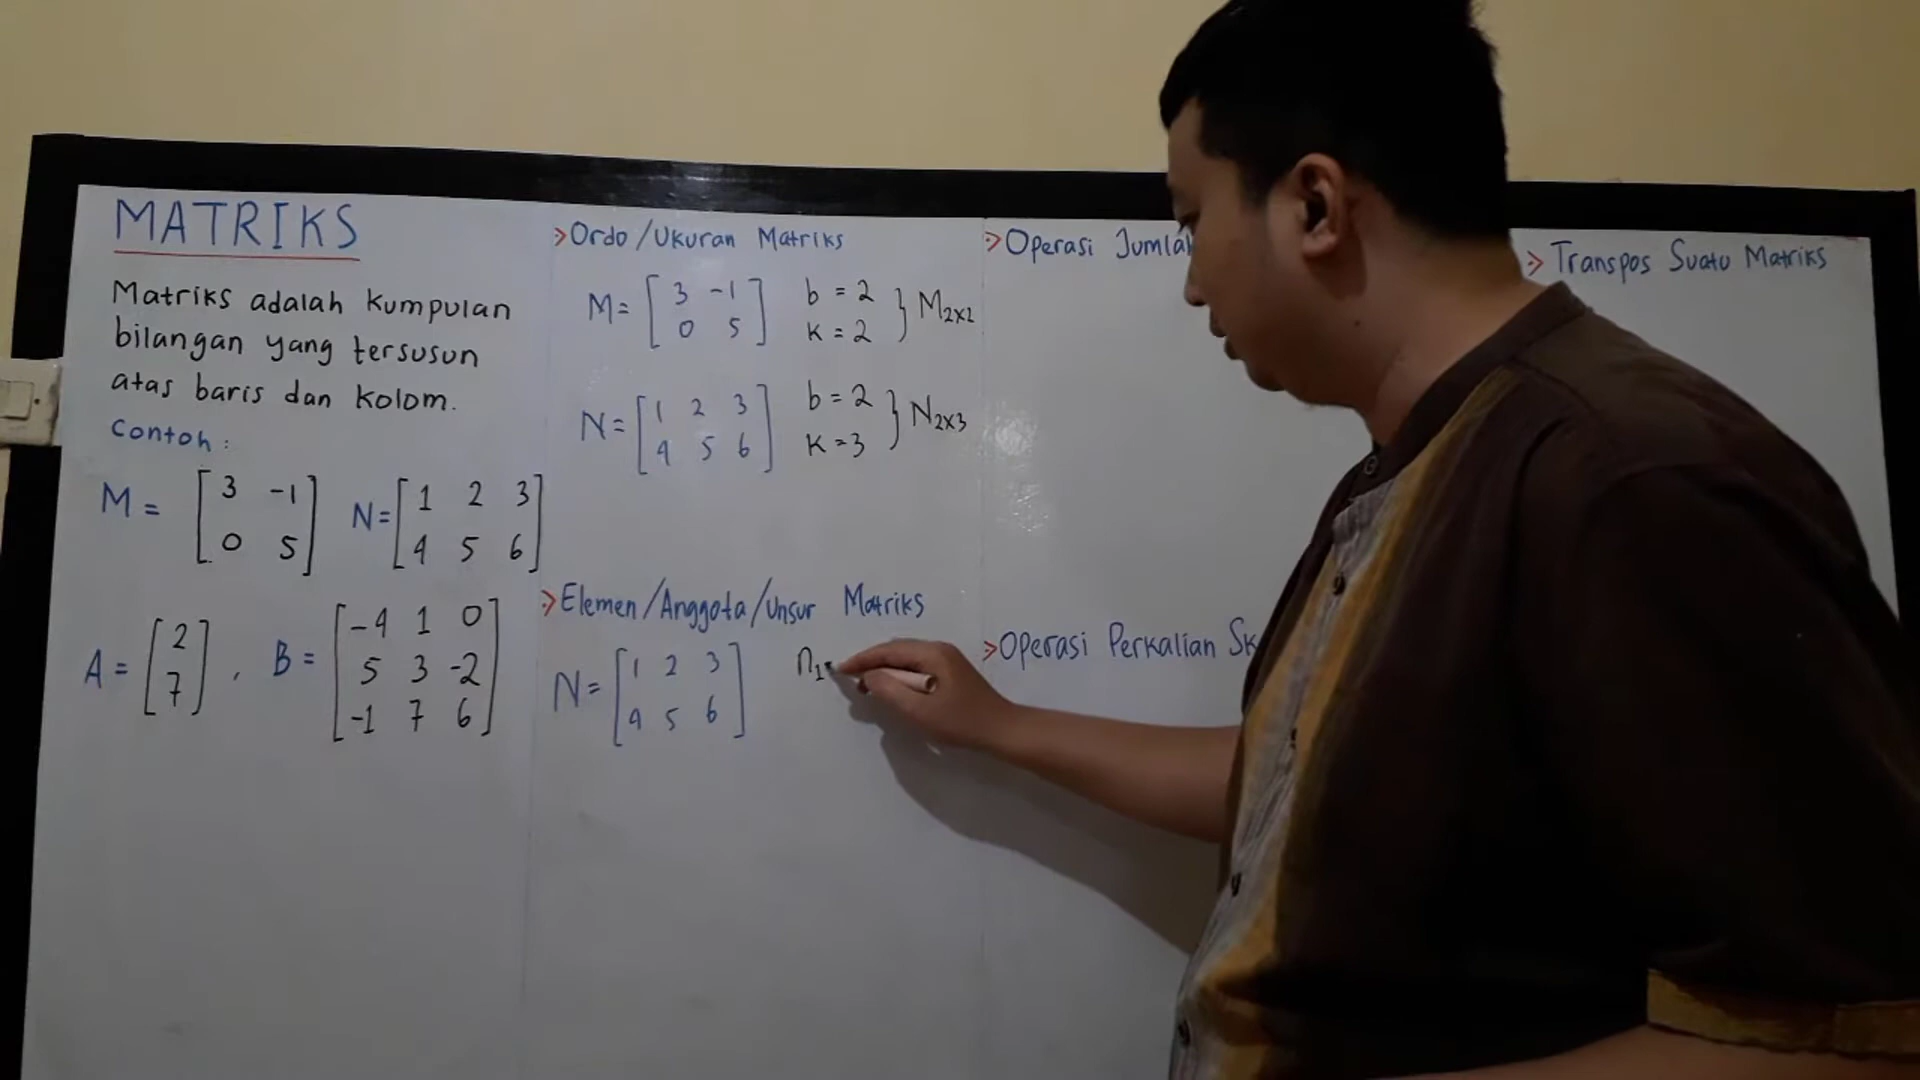 MATRIKS
Matriks adalah kumpulan
bilangan yang tersusun
atas baris dan kolom.
Contoh :
M = [3 -1
0 5]
N = [1 2 3
4 5 6]
A = [2
7] ,
B = [-4 1 0
5 3 -2
-1 7 6]
> Ordo / Ukuran Matriks
M = [3 -1
0 5]
b = 2
k = 2
} M2x2
N = [1 2 3
4 5 6]
b = 2
k = 3
} N2x3
> Elemen/Anggota/Unsur Matriks
N = [1 2 3
4 5 6]
n1
> Operasi Jumla
> Operasi Perkalian Sk
> Transpos Suatu Matriks